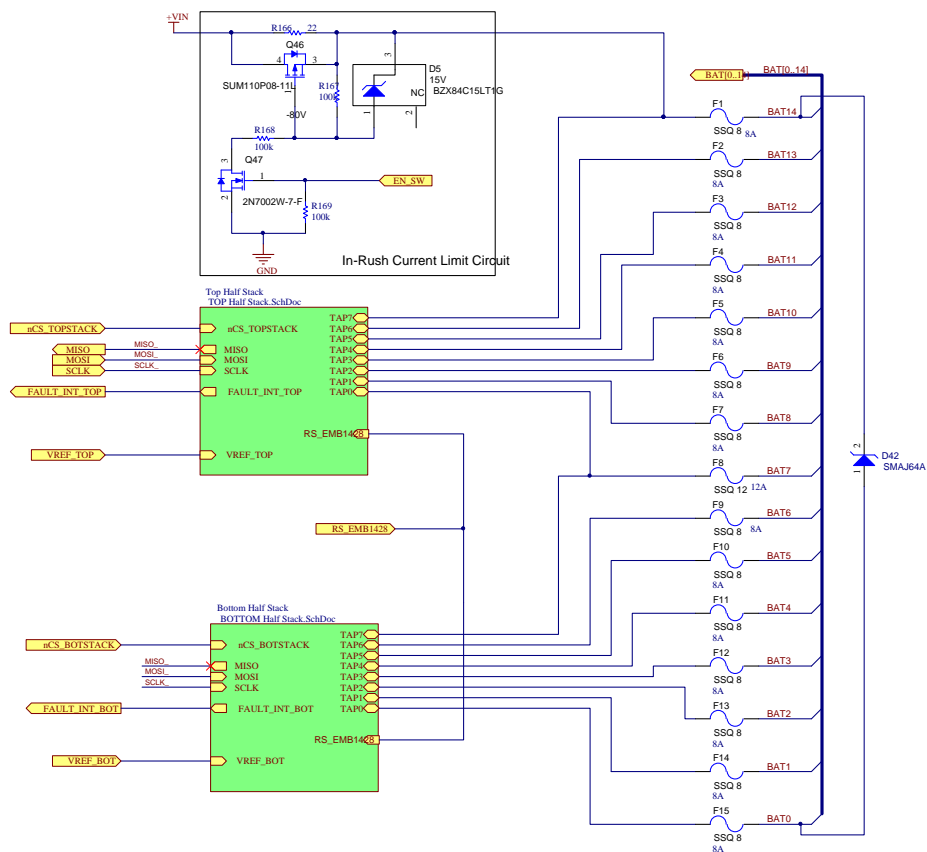 +VIN
R166 22
Q46
4 3
SUM110P08-11L
-80V
R167
100k
3
D5
15V
BZX84C15LT1G
NC
1 2
R168
100k
Q47
3
1
2
2N7002W-7-F
EN_SW
R169
100k
GND
In-Rush Current Limit Circuit
BAT[0..14]
F1
SSQ 8 8A
BAT14
F2
SSQ 8
8A
BAT13
F3
SSQ 8
8A
BAT12
F4
SSQ 8
8A
BAT11
F5
SSQ 8
8A
BAT10
F6
SSQ 8
8A
BAT9
F7
SSQ 8
8A
BAT8
F8
SSQ 12 12A
BAT7
F9
SSQ 8 8A
BAT6
F10
SSQ 8
8A
BAT5
F11
SSQ 8
8A
BAT4
F12
SSQ 8
8A
BAT3
F13
SSQ 8
8A
BAT2
F14
SSQ 8
8A
BAT1
F15
SSQ 8
8A
BAT0
2
1
D42
SMAJ64A
Top Half Stack
TOP Half Stack.SchDoc
nCS_TOPSTACK
nCS_TOPSTACK
MISO
MISO_
MISO
MOSI
MOSI_
MOSI
SCLK
SCLK_
SCLK
FAULT_INT_TOP
FAULT_INT_TOP
VREF_TOP
VREF_TOP
TAP7
TAP6
TAP5
TAP4
TAP3
TAP2
TAP1
TAP0
RS_EMB1428
RS_EMB1428
Bottom Half Stack
BOTTOM Half Stack.SchDoc
nCS_BOTSTACK
nCS_BOTSTACK
MISO_
MISO
MOSI_
MOSI
SCLK_
SCLK
FAULT_INT_BOT
FAULT_INT_BOT
VREF_BOT
VREF_BOT
TAP7
TAP6
TAP5
TAP4
TAP3
TAP2
TAP1
TAP0
RS_EMB1428